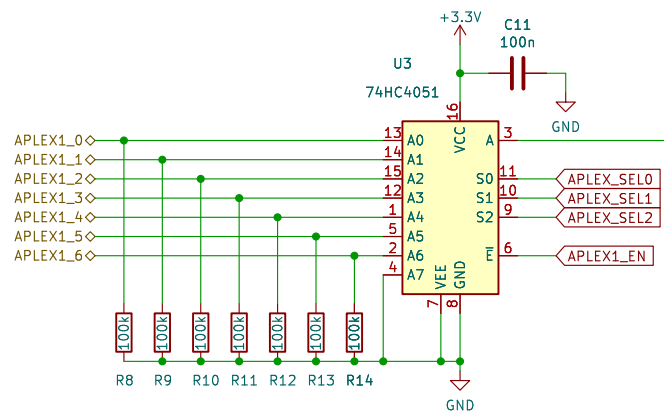 +3.3V
C11
100n
U3
74HC4051
GND
16
VCC
APLEX1_0 13 A0 A 3
APLEX1_1 14 A1
APLEX1_2 15 A2 S0 11 APLEX_SEL0
APLEX1_3 12 A3 S1 10 APLEX_SEL1
APLEX1_4 1 A4 S2 9 APLEX_SEL2
APLEX1_5 5 A5
APLEX1_6 2 A6 E 6 APLEX1_EN
4 A7
VEE GND
7 8
100k 100k 100k 100k 100k 100k 100k
R8 R9 R10 R11 R12 R13 R14
GND